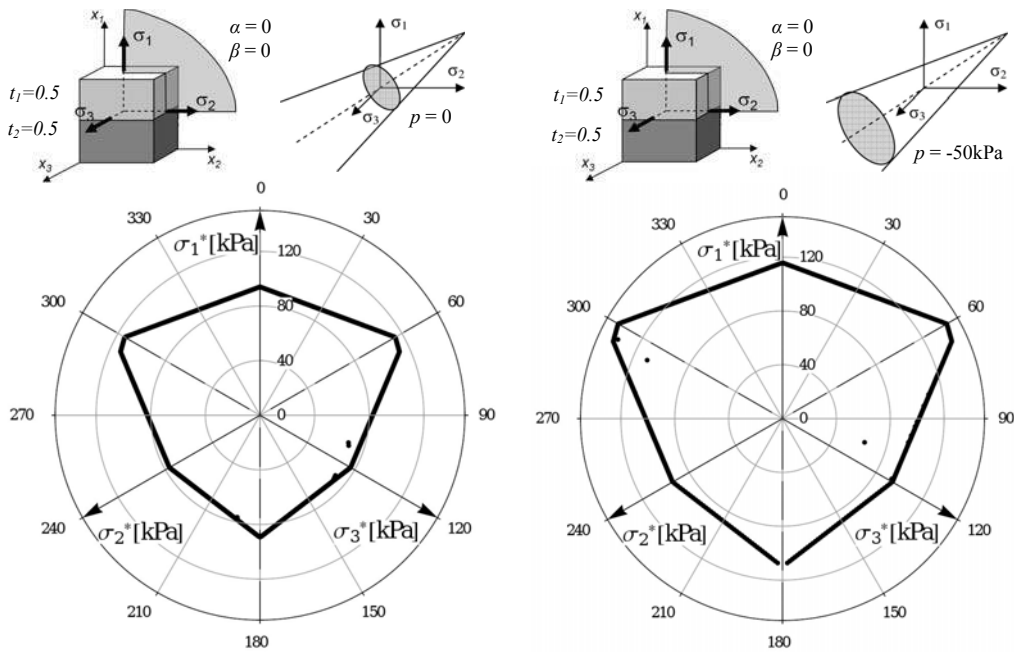 x1
σ1
α = 0
β = 0
t1=0.5
t2=0.5
σ3
σ2
x2
x3
σ1
σ2
σ3
p = 0
x1
σ1
α = 0
β = 0
t1=0.5
t2=0.5
σ3
σ2
x2
x3
σ1
σ2
σ3
p = -50kPa
0
330
30
σ1*[kPa]
120
300
60
80
40
270
0
90
240
σ2*[kPa]
σ3*[kPa]
120
210
150
180
0
330
30
σ1*[kPa]
120
300
60
80
40
270
0
90
240
σ2*[kPa]
σ3*[kPa]
120
210
150
180